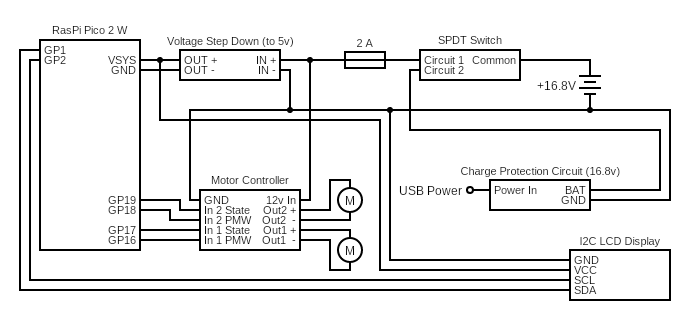 RasPi Pico 2 W
GP1
GP2
VSYS
GND
GP19
GP18
GP17
GP16
Voltage Step Down (to 5v)
OUT + IN +
OUT - IN -
2 A
SPDT Switch
Circuit 1 Common
Circuit 2
+16.8V
Motor Controller
GND 12v In
In 2 State Out2 +
In 2 PMW Out2 -
In 1 State Out1 +
In 1 PMW Out1 -
M
M
Charge Protection Circuit (16.8v)
USB Power
Power In BAT
GND
I2C LCD Display
GND
VCC
SCL
SDA